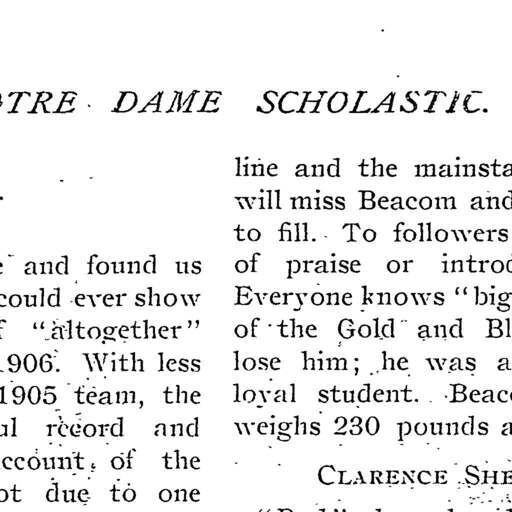 OTRE DAME SCHOLASTIC.
and found us
could ever show
"altogether"
1906. With less
1905 team, the
record and
account of the
not due to one
line and the mainsta
will miss Beacom and
to fill. To followers
of praise or introd
Everyone knows "big
of the Gold and Bl
lose him; he was a
loyal student. Beaco
weighs 230 pounds a
CLARENCE SHE